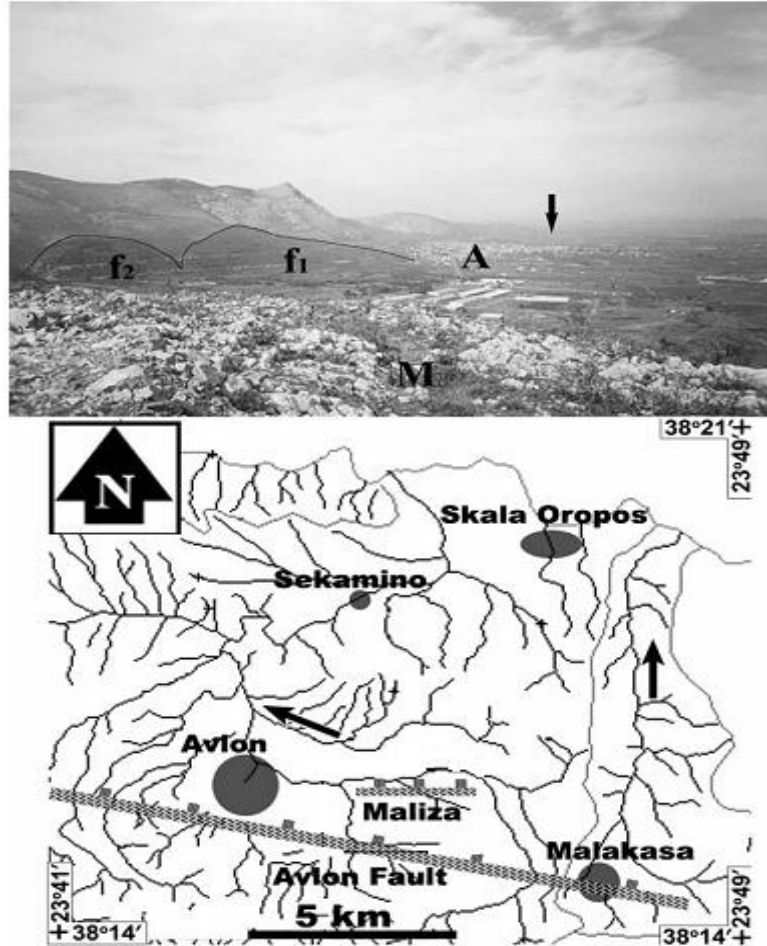 f2
f1
A
M
N
38°21′
23°49′
Skala Oropos
Sekamino
Avlon
Maliza
Malakasa
Avlon Fault
23°41′
38°14′
5 km
23°49′
38°14′